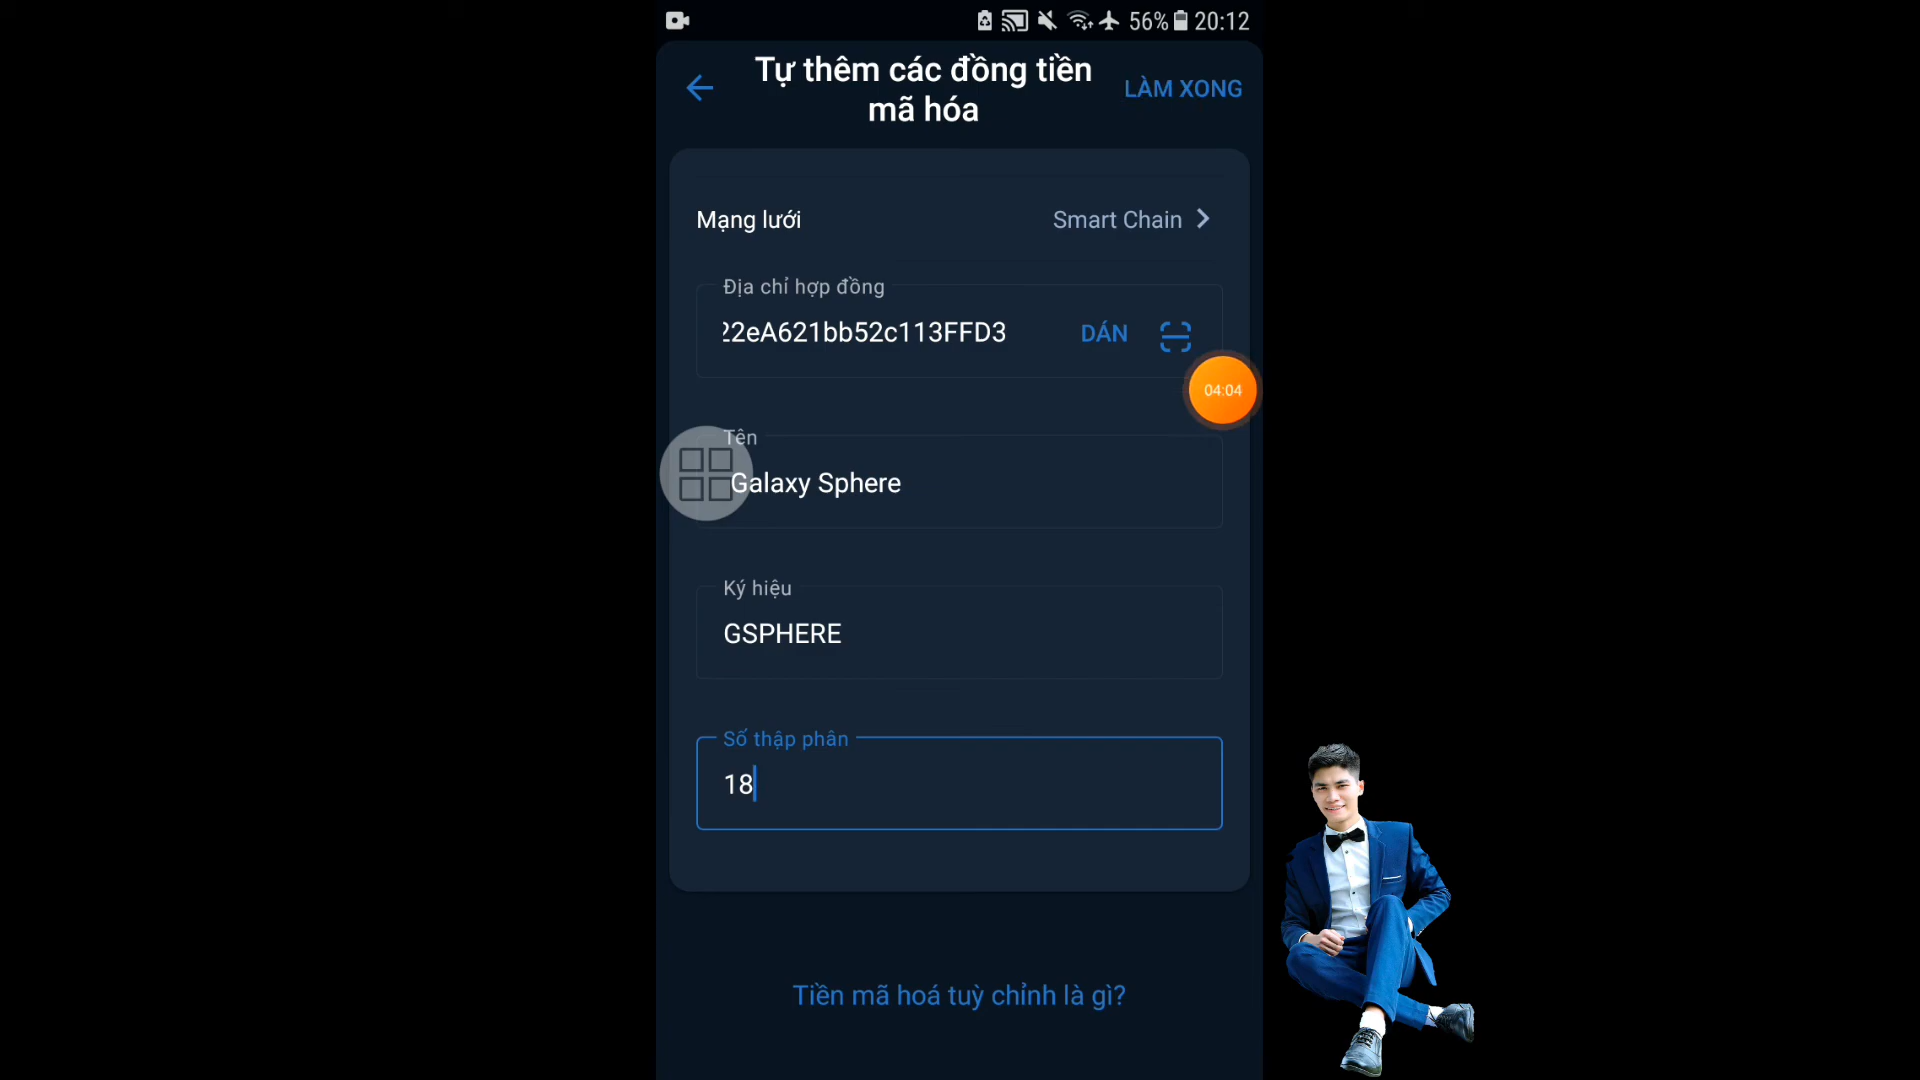 56% 20:12
Tự thêm các đồng tiền
mã hóa
LÀM XONG
Mạng lưới
Smart Chain
Địa chỉ hợp đồng
22eA621bb52c113FFD3
DÁN
04:04
Tên
Galaxy Sphere
Ký hiệu
GSPHERE
Số thập phân
18
Tiền mã hoá tuỳ chỉnh là gì?